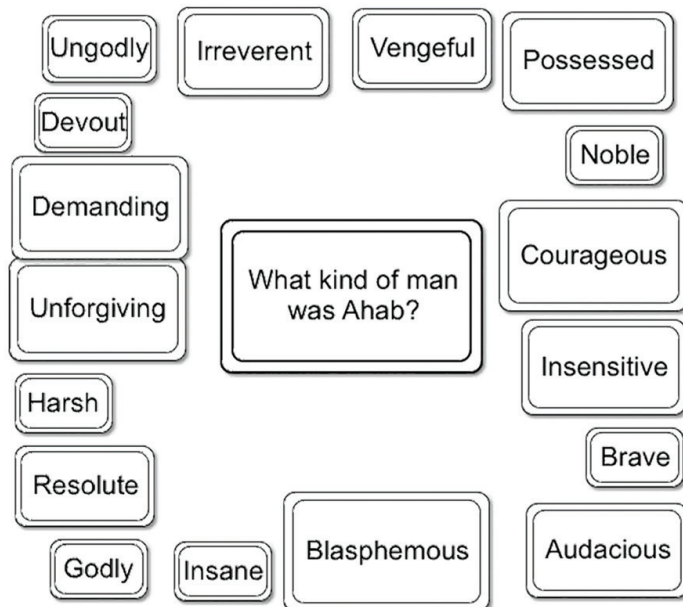 Ungodly
Irreverent
Vengeful
Possessed
Devout
Noble
Demanding
Courageous
What kind of man
was Ahab?
Unforgiving
Insensitive
Harsh
Brave
Resolute
Blasphemous
Audacious
Godly
Insane